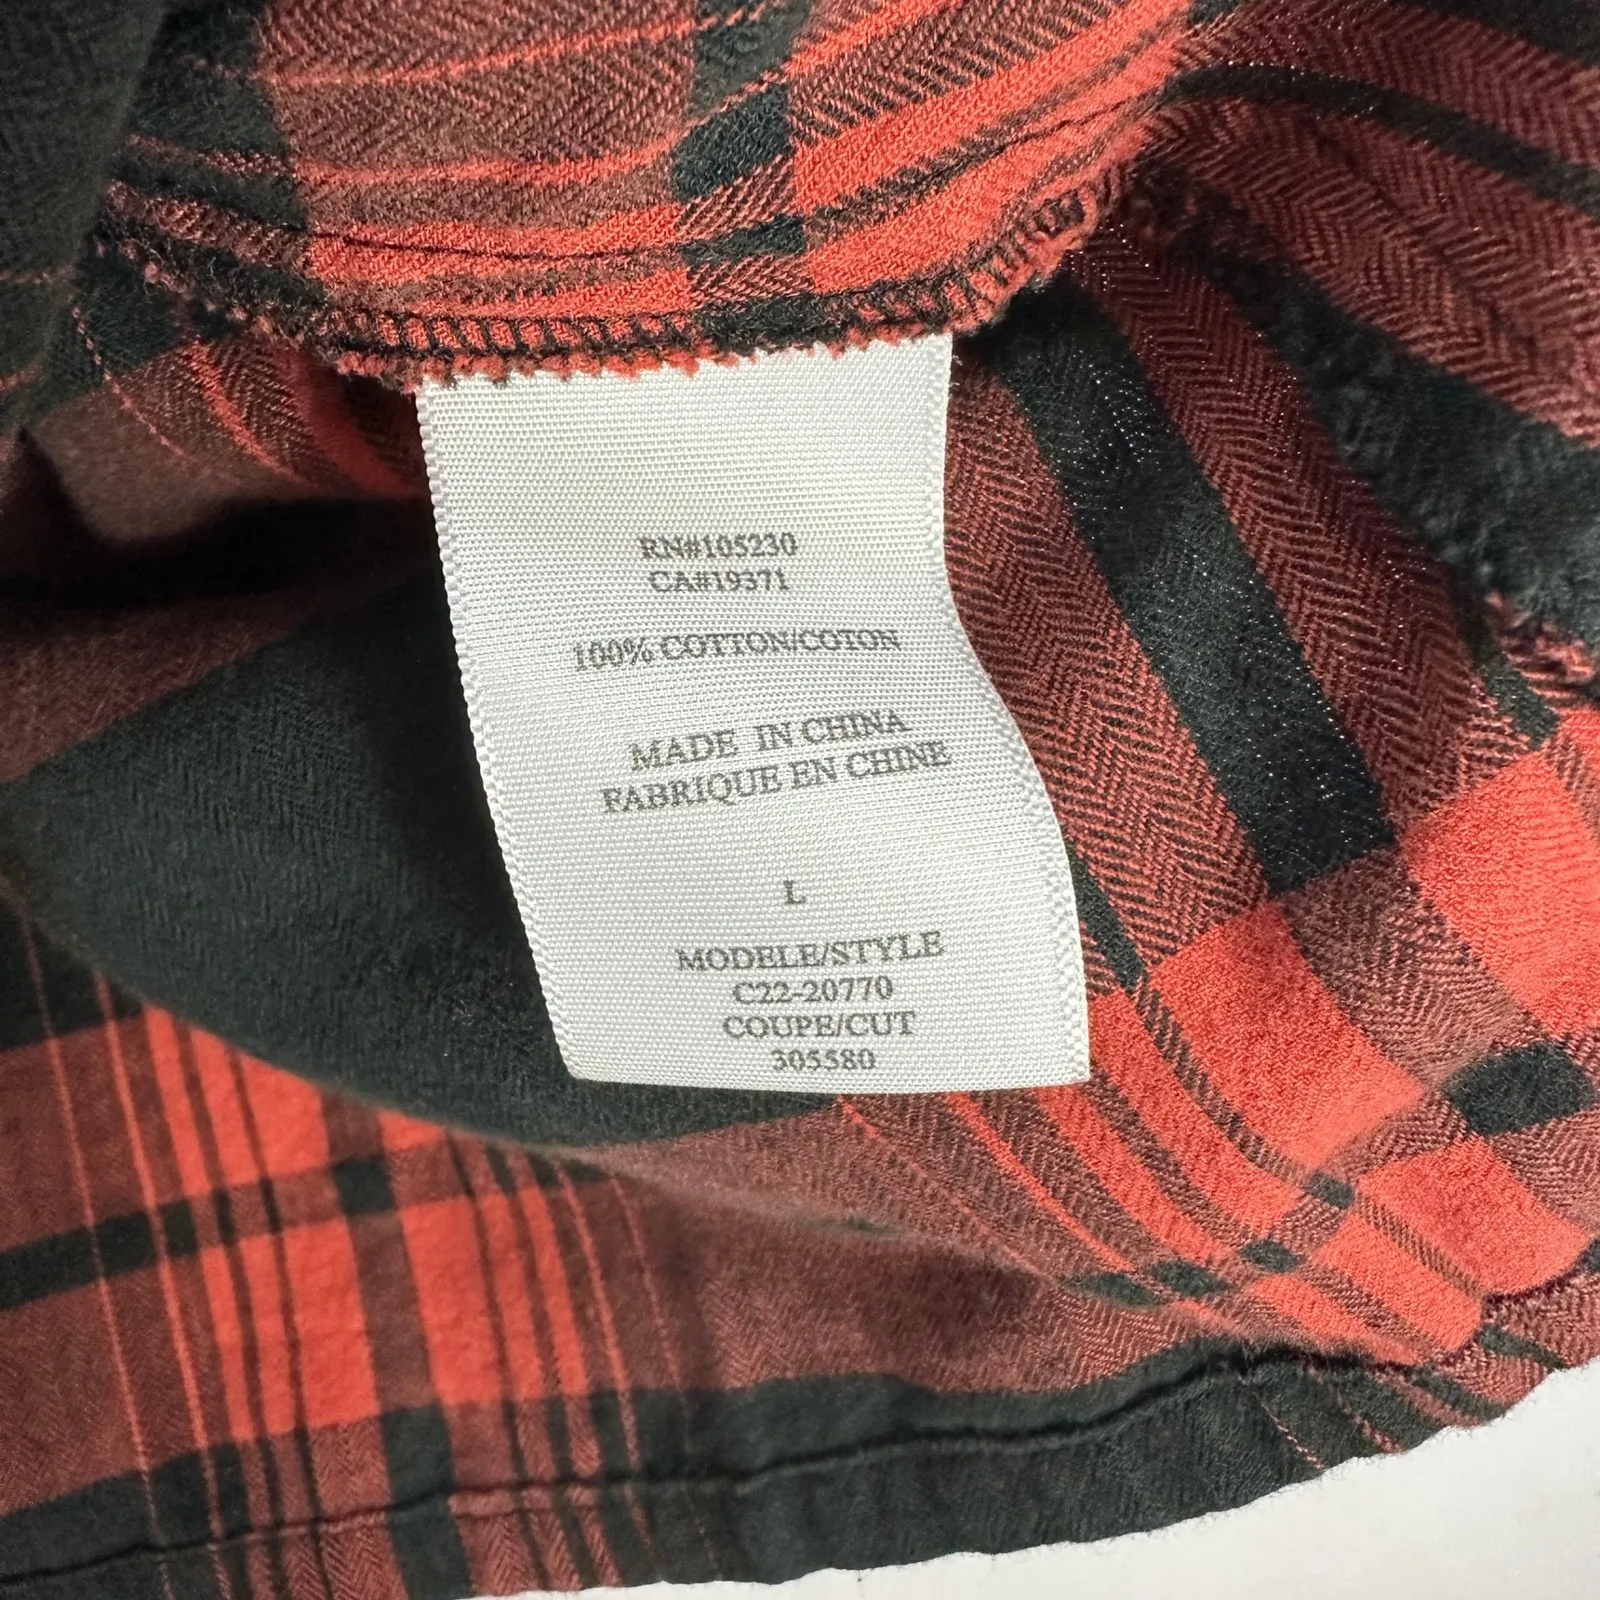 RN#105230
CA#19371
100% COTTON/COTON
MADE IN CHINA
FABRIQUE EN CHINE
L
MODELE/STYLE
C22-20770
COUPE/CUT
305580